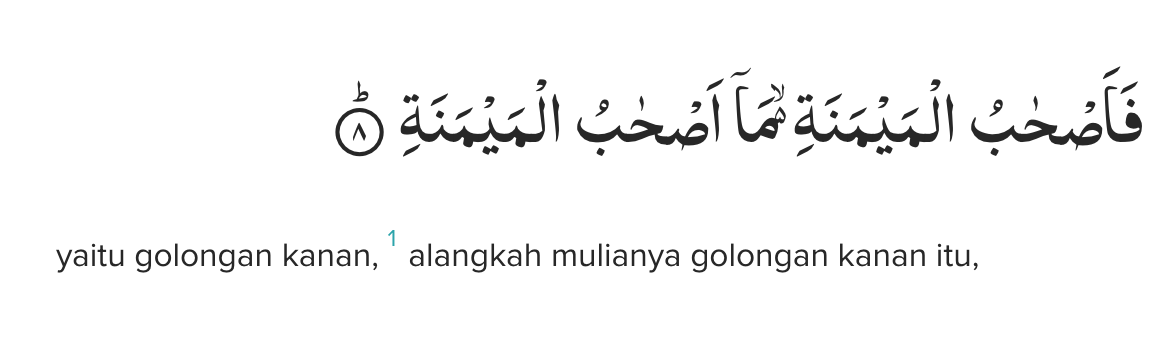 فَاَصْحٰبُ الْمَيْمَنَةِ ەۙ مَآ اَصْحٰبُ الْمَيْمَنَةِۗ ٨
yaitu golongan kanan, 1 alangkah mulianya golongan kanan itu,